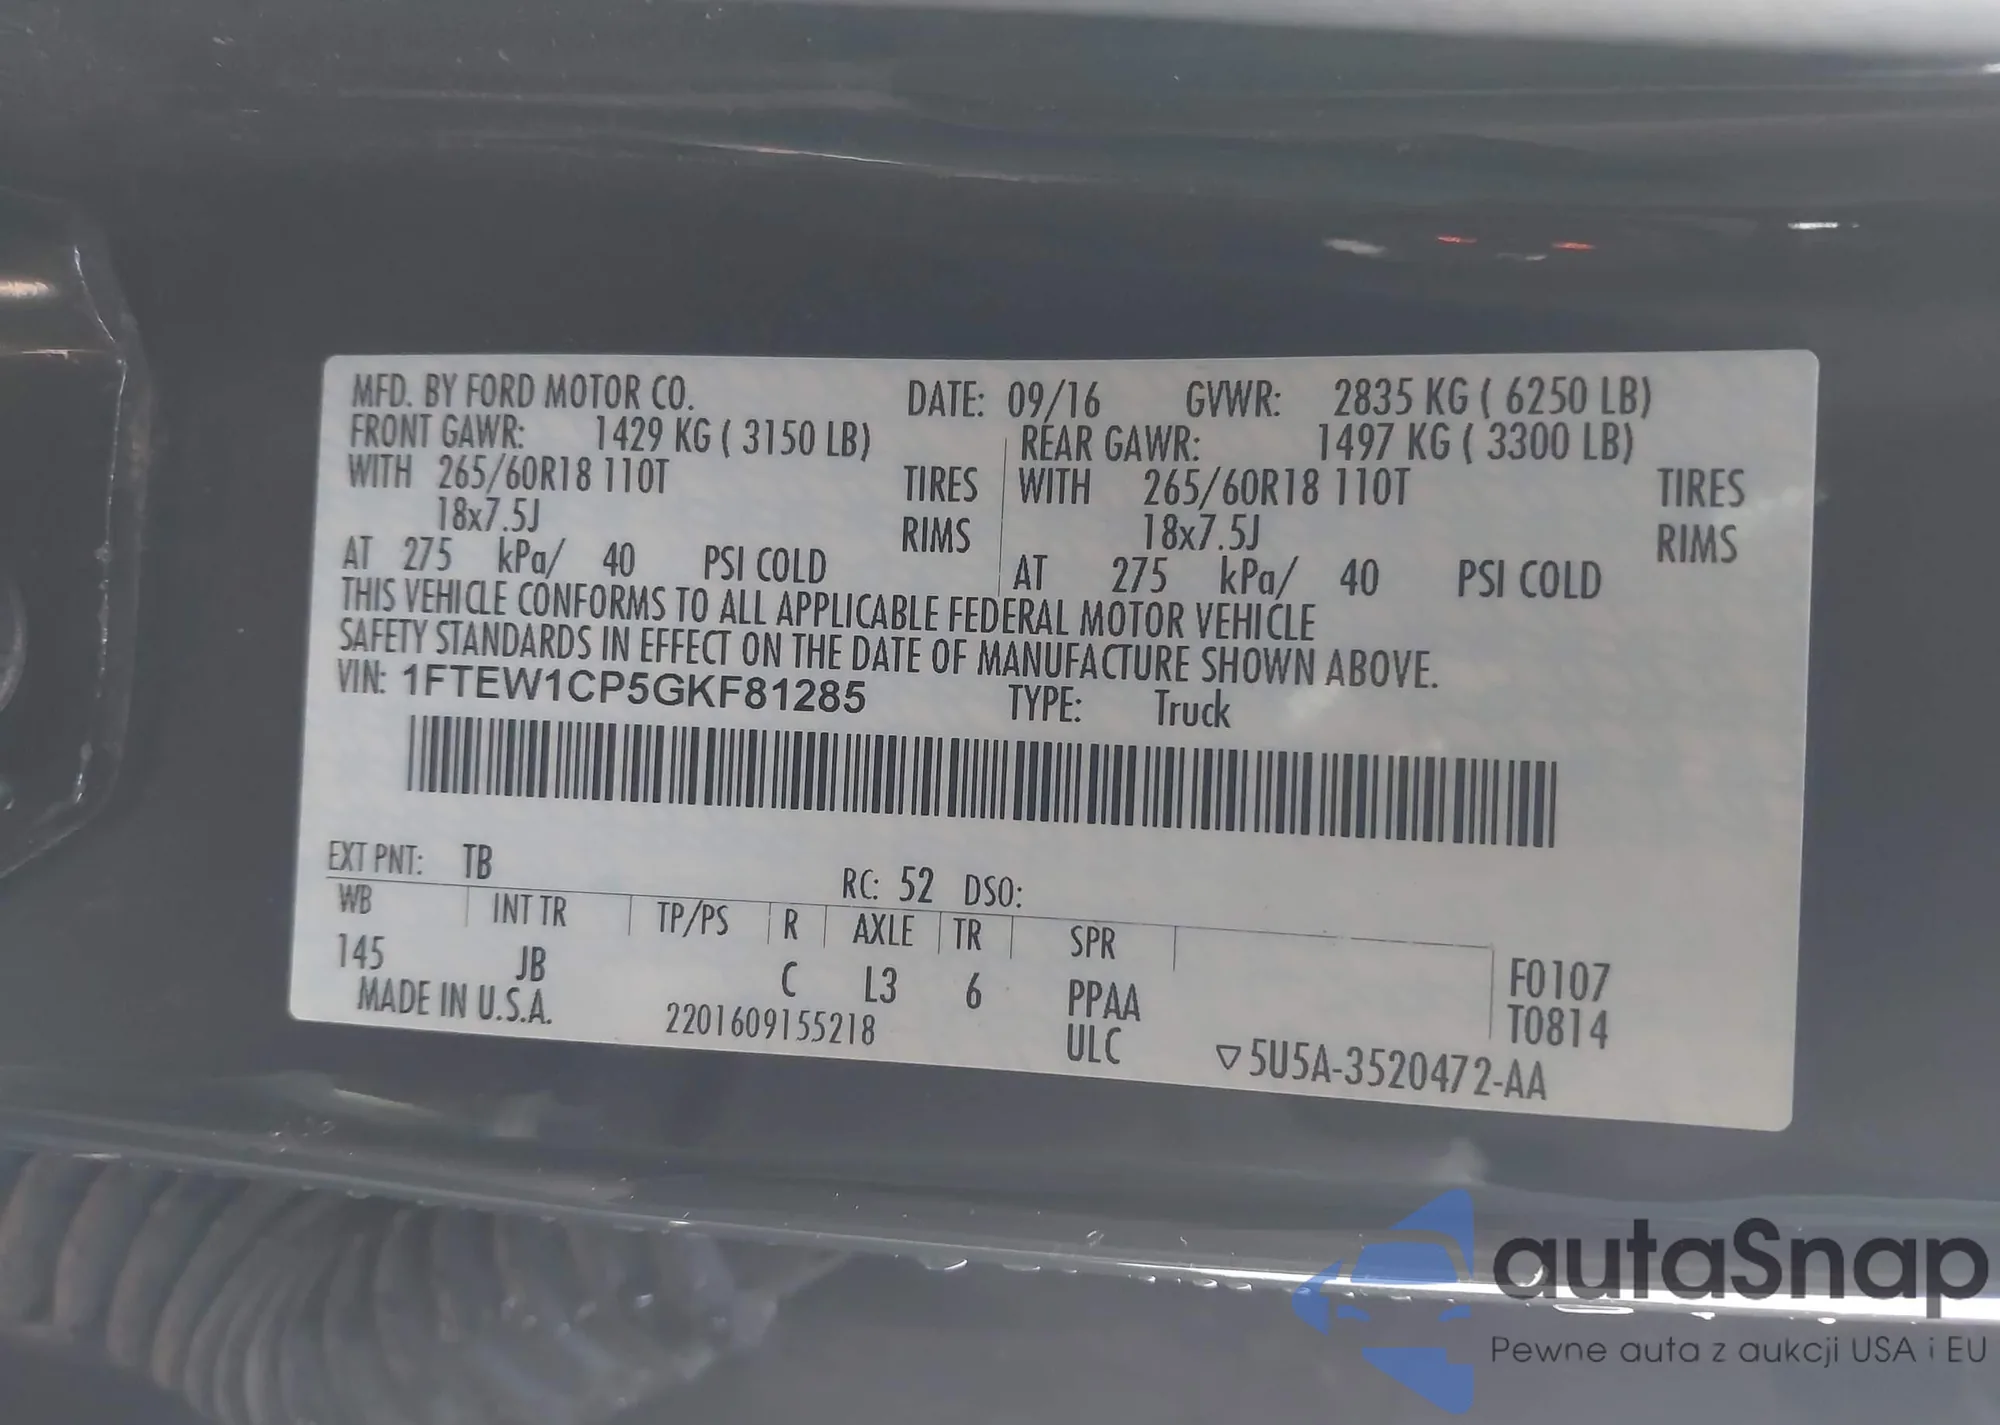 MFD. BY FORD MOTOR CO. DATE: 09/16 GVWR: 2835 KG ( 6250 LB)
FRONT GAWR: 1429 KG ( 3150 LB) REAR GAWR: 1497 KG ( 3300 LB)
WITH 265/60R18 110T TIRES WITH 265/60R18 110T TIRES
18x7.5J RIMS 18x7.5J RIMS
AT 275 kPa/ 40 PSI COLD AT 275 kPa/ 40 PSI COLD
THIS VEHICLE CONFORMS TO ALL APPLICABLE FEDERAL MOTOR VEHICLE
SAFETY STANDARDS IN EFFECT ON THE DATE OF MANUFACTURE SHOWN ABOVE.
VIN: 1FTEW1CP5GKF81285 TYPE: Truck
EXT PNT: TB RC: 52 DSO:
WB INT TR TP/PS R AXLE TR SPR
145 JB C L3 6 PPAA F0107
MADE IN U.S.A. 2201609155218 ULC T0814
▽5U5A-3520472-AA
autaSnap
Pewne auta z aukcji USA i EU